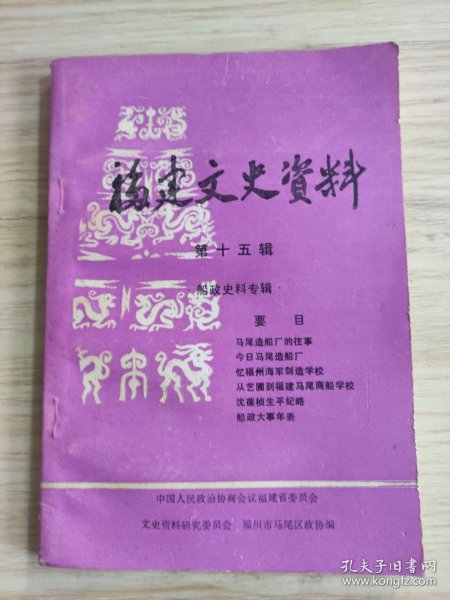 福建文史资料
第十五辑
·船政史料专辑·
要目
马尾造船厂的往事
今日马尾造船厂
忆福州海军制造学校
从艺圃到福建马尾商船学校
沈葆桢生平纪略
船政大事年表
中国人民政治协商会议福建省委员会
文史资料研究委员会 福州市马尾区政协编
孔夫子旧书网
www.kongfz.com